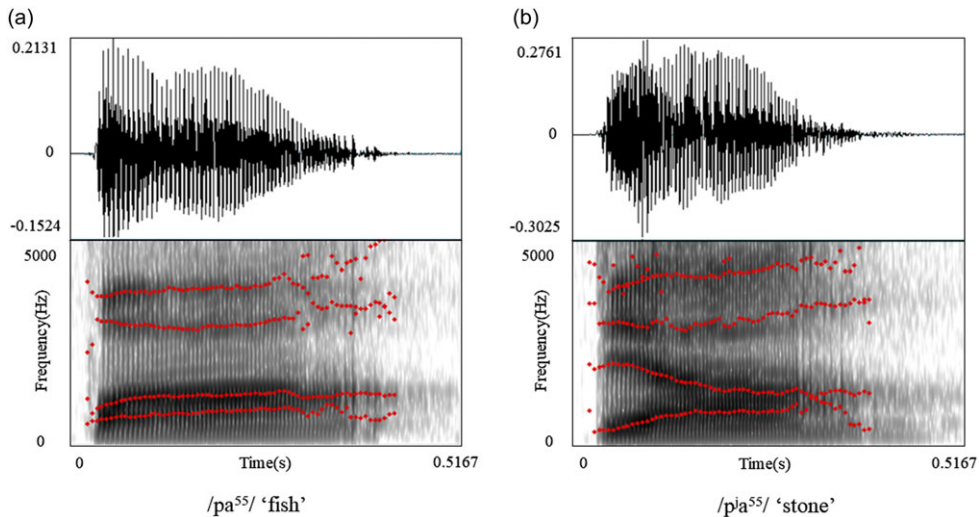 (a)
0.2131
0
-0.1524
5000
Frequency(Hz)
0
0
Time(s)
0.5167
/pa⁵⁵/ ‘fish’
(b)
0.2761
0
-0.3025
5000
Frequency(Hz)
0
0
Time(s)
0.5167
/pʲa⁵⁵/ ‘stone’